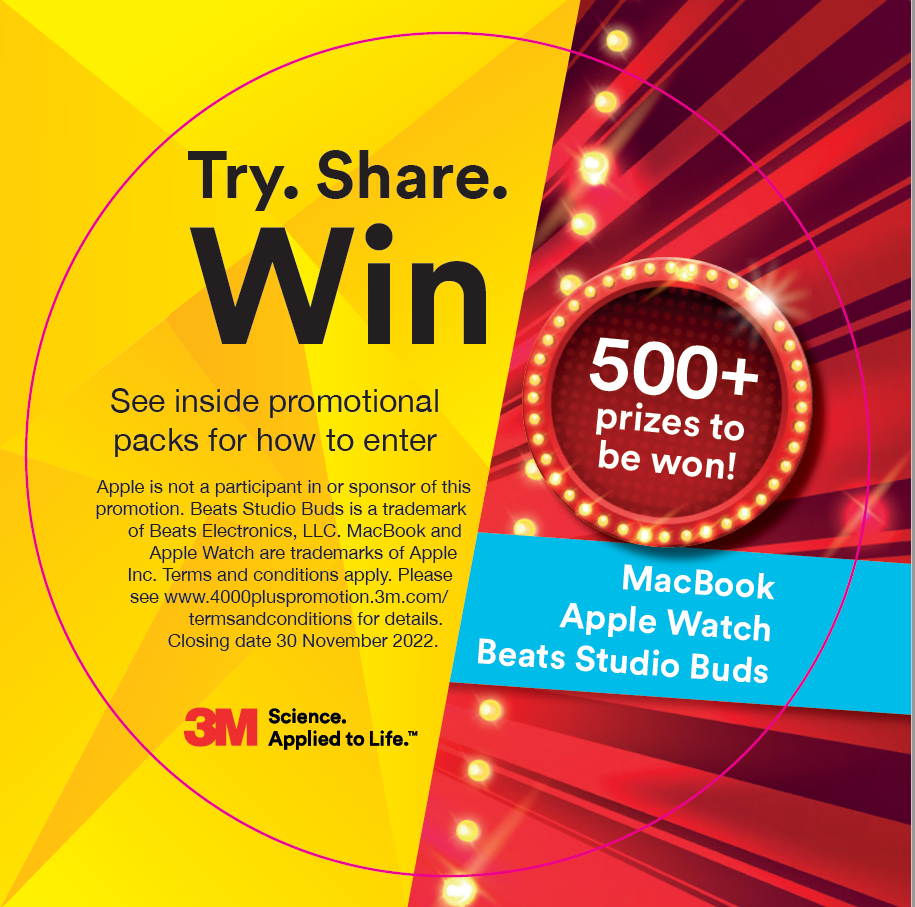 Try. Share.
Win
See inside promotional
packs for how to enter
Apple is not a participant in or sponsor of this
promotion. Beats Studio Buds is a trademark
of Beats Electronics, LLC. MacBook and
Apple Watch are trademarks of Apple
Inc. Terms and conditions apply. Please
see www.4000pluspromotion.3m.com/
termsandconditions for details.
Closing date 30 November 2022.
3M Science.
Applied to Life.™
500+
prizes to
be won!
MacBook
Apple Watch
Beats Studio Buds